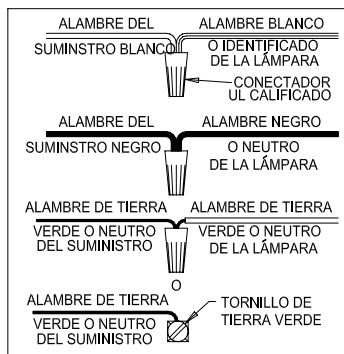 ALAMBRE DEL ALAMBRE BLANCO
SUMINSTRO BLANCO O IDENTIFICADO
DE LA LÁMPARA
CONECTADOR
UL CALIFICADO
ALAMBRE DEL ALAMBRE NEGRO
SUMINSTRO NEGRO O NEUTRO
DE LA LÁMPARA
ALAMBRE DE TIERRA ALAMBRE DE TIERRA
VERDE O NEUTRO VERDE O NEUTRO
DEL SUMINISTRO DE LA LÁMPARA
O
ALAMBRE DE TIERRA TORNILLO DE
VERDE O NEUTRO TIERRA VERDE
DEL SUMINISTRO